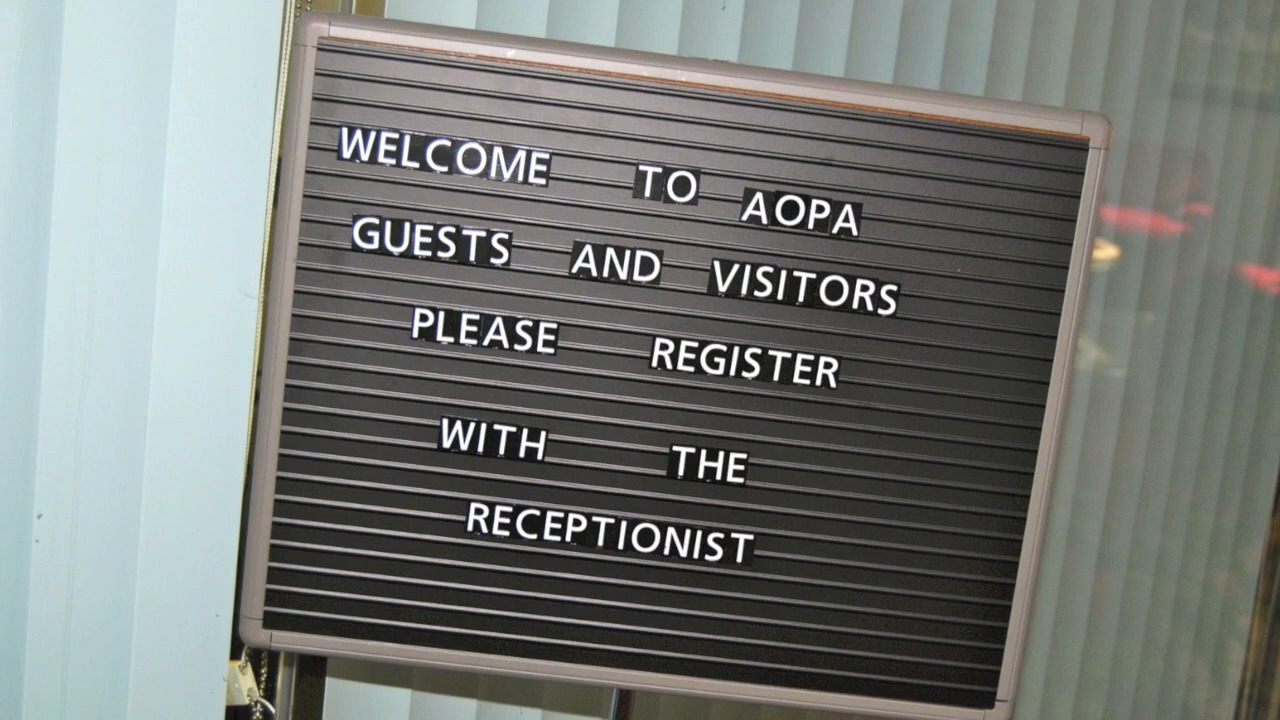 WELCOME TO AOPA
GUESTS AND VISITORS
PLEASE REGISTER
WITH THE
RECEPTIONIST